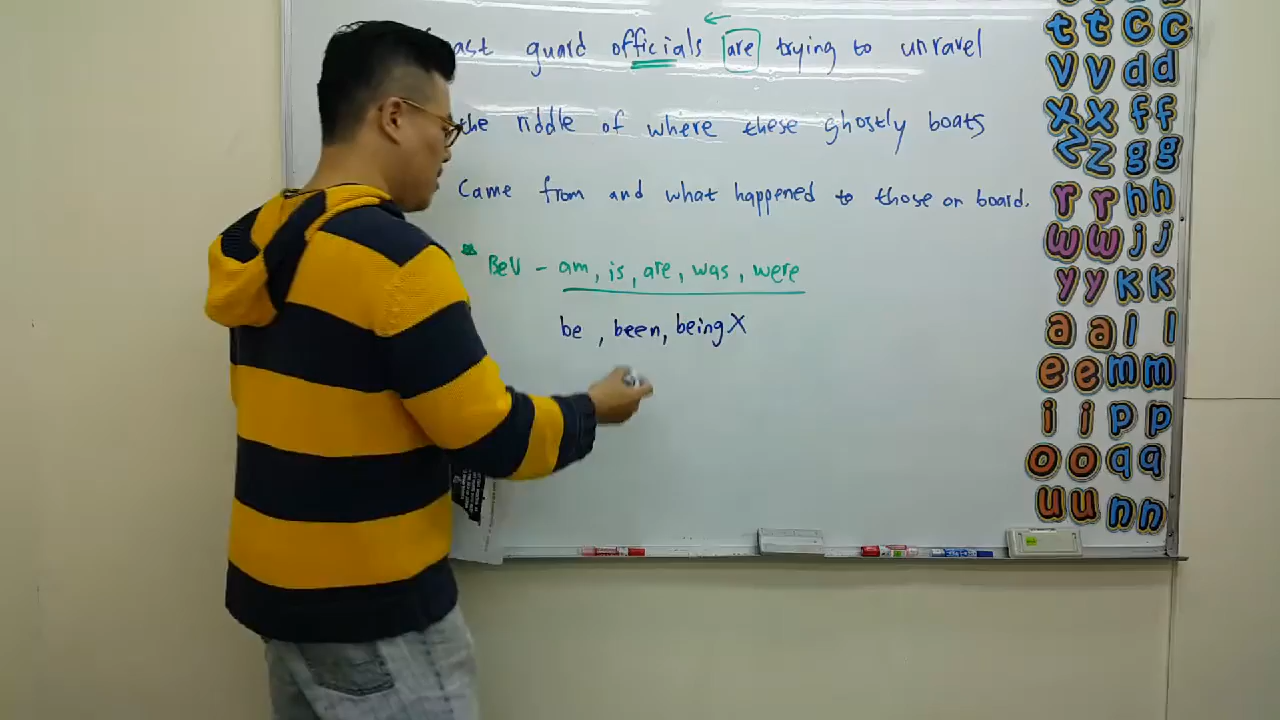 guard officials are trying to unravel
the riddle of where these ghostly boats
Came from and what happened to those on board.
* BeV - am, is, are, was, were
be , been, being X
t t c c
v v d d
x x f f
z z g g
r r h h
w w j j
y y k k
a a l l
e e m m
i i p p
o o q q
u u n n